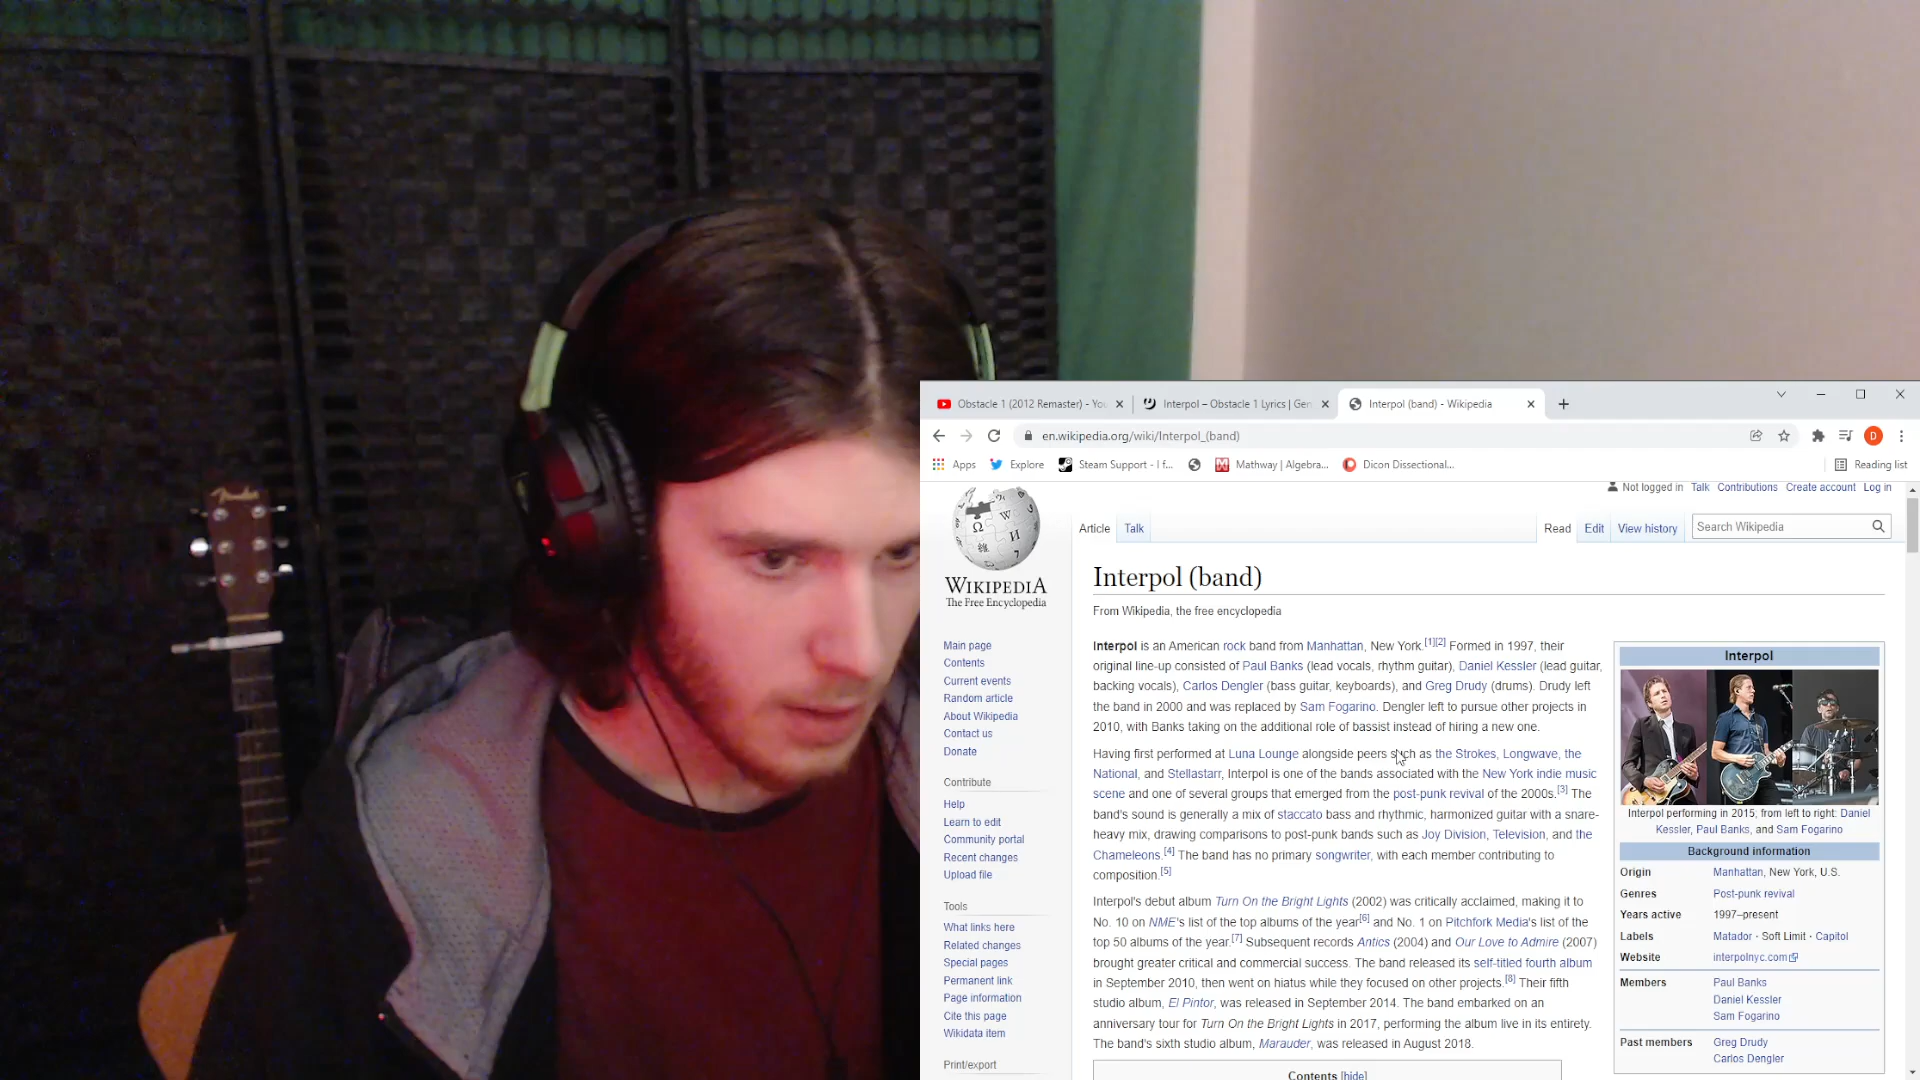 Fender
Obstacle 1 (2012 Remaster) - You
Interpol – Obstacle 1 Lyrics | Gen
Interpol (band) - Wikipedia
en.wikipedia.org/wiki/Interpol_(band)
D
Apps
Explore
Steam Support - I f...
Mathway | Algebra...
Dicon Dissectional...
Reading list
Not logged in Talk Contributions Create account Log in
Article Talk
Read Edit View history
Search Wikipedia
WIKIPEDIA
The Free Encyclopedia
Main page
Contents
Current events
Random article
About Wikipedia
Contact us
Donate
Contribute
Help
Learn to edit
Community portal
Recent changes
Upload file
Tools
What links here
Related changes
Special pages
Permanent link
Page information
Cite this page
Wikidata item
Print/export
Interpol (band)
From Wikipedia, the free encyclopedia
Interpol is an American rock band from Manhattan, New York.[1][2] Formed in 1997, their
original line-up consisted of Paul Banks (lead vocals, rhythm guitar), Daniel Kessler (lead guitar,
backing vocals), Carlos Dengler (bass guitar, keyboards), and Greg Drudy (drums). Drudy left
the band in 2000 and was replaced by Sam Fogarino. Dengler left to pursue other projects in
2010, with Banks taking on the additional role of bassist instead of hiring a new one.
Having first performed at Luna Lounge alongside peers such as the Strokes, Longwave, the
National, and Stellastarr, Interpol is one of the bands associated with the New York indie music
scene and one of several groups that emerged from the post-punk revival of the 2000s.[3] The
band's sound is generally a mix of staccato bass and rhythmic, harmonized guitar with a snare-
heavy mix, drawing comparisons to post-punk bands such as Joy Division, Television, and the
Chameleons.[4] The band has no primary songwriter, with each member contributing to
composition.[5]
Interpol's debut album Turn On the Bright Lights (2002) was critically acclaimed, making it to
No. 10 on NME's list of the top albums of the year[6] and No. 1 on Pitchfork Media's list of the
top 50 albums of the year.[7] Subsequent records Antics (2004) and Our Love to Admire (2007)
brought greater critical and commercial success. The band released its self-titled fourth album
in September 2010, then went on hiatus while they focused on other projects.[8] Their fifth
studio album, El Pintor, was released in September 2014. The band embarked on an
anniversary tour for Turn On the Bright Lights in 2017, performing the album live in its entirety.
The band's sixth studio album, Marauder, was released in August 2018.
Contents [hide]
Interpol
Interpol performing in 2015; from left to right: Daniel
Kessler, Paul Banks, and Sam Fogarino
Background information
Origin Manhattan, New York, U.S.
Genres Post-punk revival
Years active 1997–present
Labels Matador · Soft Limit · Capitol
Website interpolnyc.com
Members Paul Banks
Daniel Kessler
Sam Fogarino
Past members Greg Drudy
Carlos Dengler